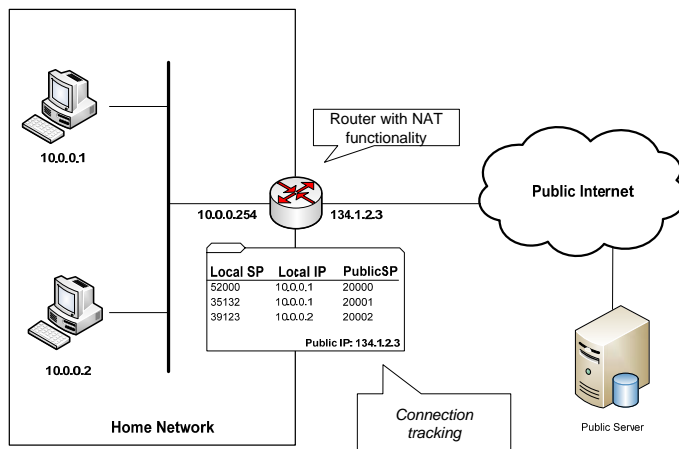 Router with NAT
functionality
10.0.0.1
Public Internet
10.0.0.254
134.1.2.3
Local SP Local IP PublicSP
52000 10.0.0.1 20000
35132 10.0.0.1 20001
39123 10.0.0.2 20002
Public IP: 134.1.2.3
10.0.0.2
Connection
tracking
Home Network
Public Server